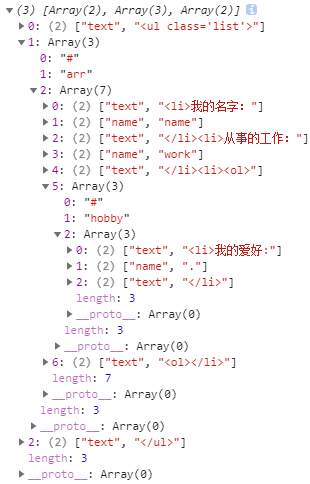 (3) [Array(2), Array(3), Array(2)] i
0: (2) ["text", "<ul class='list'>"]
1: Array(3)
0: "#"
1: "arr"
2: Array(7)
0: (2) ["text", "<li>我的名字："]
1: (2) ["name", "name"]
2: (2) ["text", "</li><li>从事的工作："]
3: (2) ["name", "work"]
4: (2) ["text", "</li><li><ol>"]
5: Array(3)
0: "#"
1: "hobby"
2: Array(3)
0: (2) ["text", "<li>我的爱好:"]
1: (2) ["name", "."]
2: (2) ["text", "</li>"]
length: 3
__proto__: Array(0)
length: 3
__proto__: Array(0)
6: (2) ["text", "<ol></li>"]
length: 7
__proto__: Array(0)
length: 3
__proto__: Array(0)
2: (2) ["text", "</ul>"]
length: 3
__proto__: Array(0)